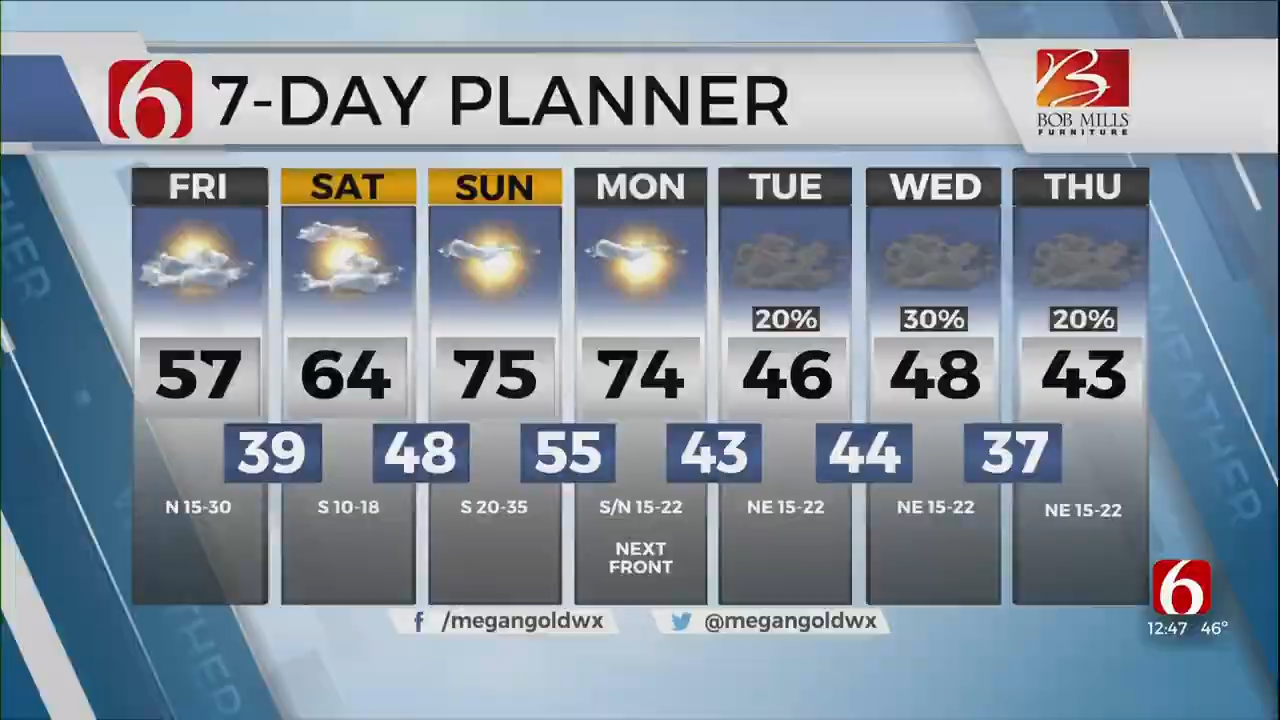 6 7-DAY PLANNER
B
BOB MILLS
FURNITURE
FRI SAT SUN MON TUE WED THU
20% 30% 20%
57 64 75 74 46 48 43
39 48 55 43 44 37
N 15-30 S 10-18 S 20-35 S/N 15-22 NE 15-22 NE 15-22 NE 15-22
NEXT
FRONT
f /megangoldwx @megangoldwx
6
12:47 46°
WEATHER
WEATHER